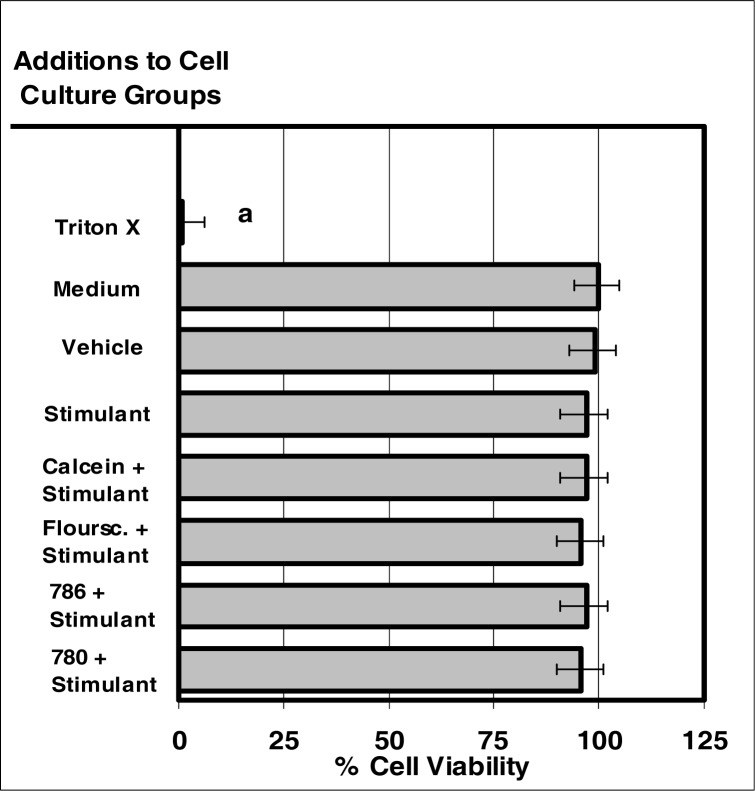 Additions to Cell
Culture Groups
Triton X
a
Medium
Vehicle
Stimulant
Calcein +
Stimulant
Floursc. +
Stimulant
786 +
Stimulant
780 +
Stimulant
0 25 50 75 100 125
% Cell Viability